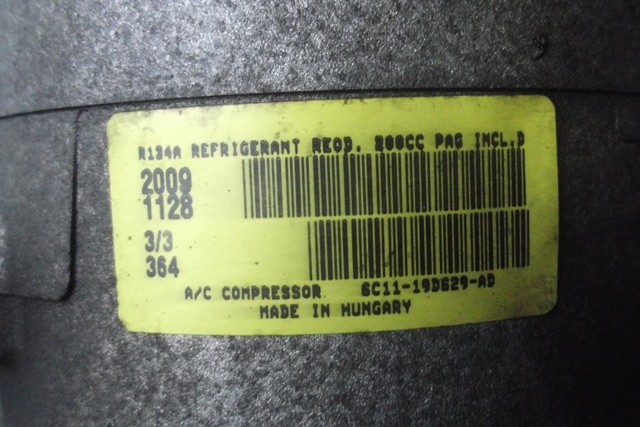 R134A REFRIGERANT REQD. 200CC PAG INCL.D
2009
1128
3/3
364
A/C COMPRESSOR 6C11-19D629-AD
MADE IN HUNGARY